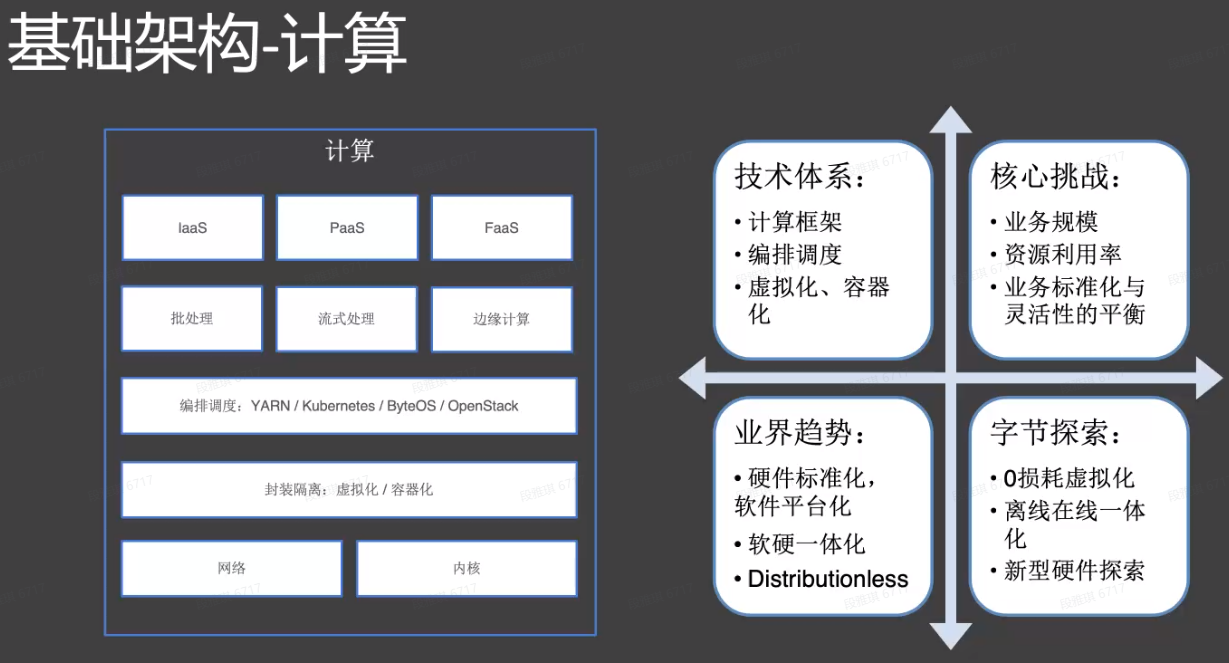 基础架构-计算
计算
IaaS
PaaS
FaaS
批处理
流式处理
边缘计算
编排调度：YARN / Kubernetes / ByteOS / OpenStack
封装隔离：虚拟化 / 容器化
网络
内核
技术体系：
• 计算框架
• 编排调度
• 虚拟化、容器
化
核心挑战：
• 业务规模
• 资源利用率
• 业务标准化与
灵活性的平衡
业界趋势：
• 硬件标准化，
软件平台化
• 软硬一体化
• Distributionless
字节探索：
• 0损耗虚拟化
• 离线在线一体
化
• 新型硬件探索
段雅琪 6717